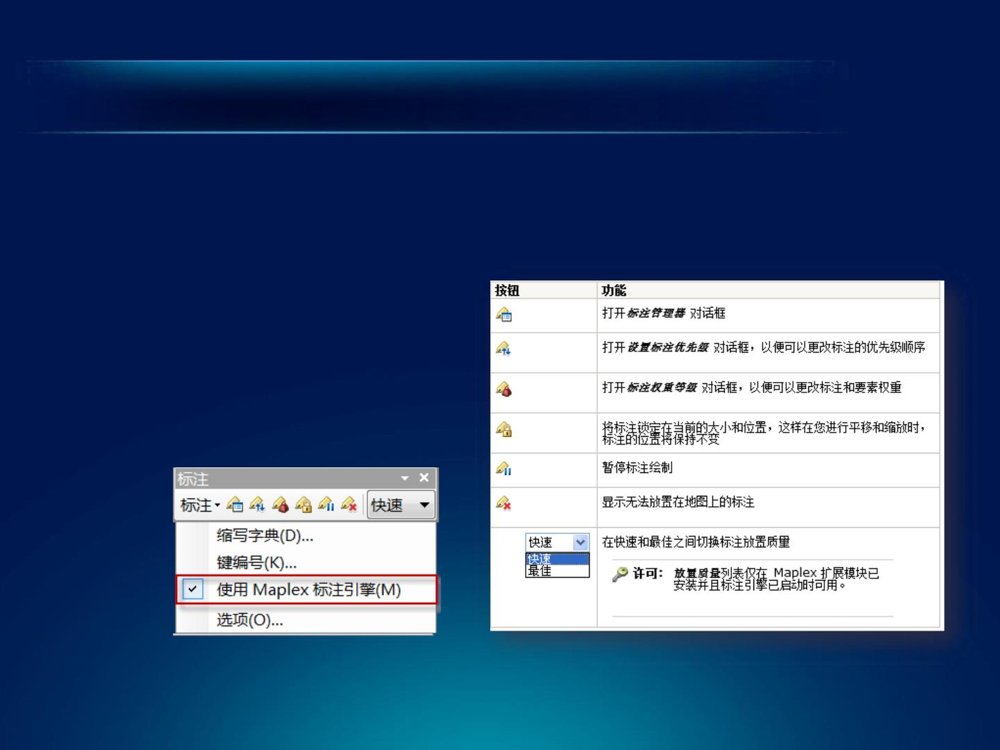 按钮 功能
打开标注管理器 对话框
打开设置标注优先级 对话框，以便可以更改标注的优先级顺序
打开标注权重等级 对话框，以便可以更改标注和要素权重
将标注锁定在当前的大小和位置，这样在您进行平移和缩放时，
标注的位置将保持不变
暂停标注绘制
显示无法放置在地图上的标注
快速 在快速和最佳之间切换标注放置质量
快速
最佳
许可： 放置质量列表仅在 Maplex 扩展模块已
安装并且标注引擎已启动时可用。
标注
标注 快速
缩写字典(D)...
键编号(K)...
使用 Maplex 标注引擎(M)
选项(O)...